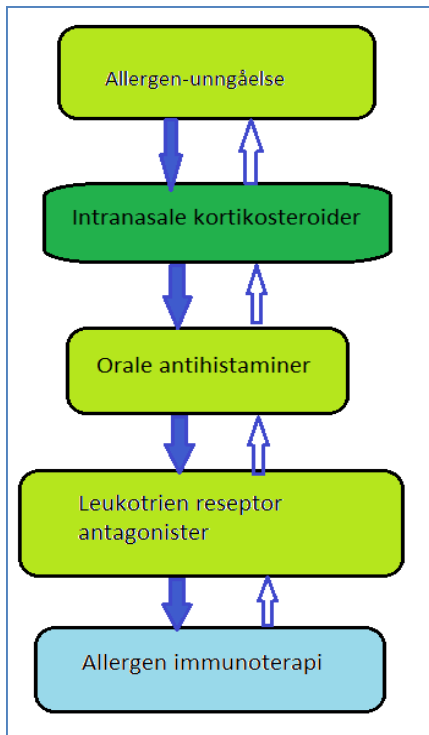 Allergen-unngåelse
Intranasale kortikosteroider
Orale antihistaminer
Leukotrien reseptor
antagonister
Allergen immunoterapi